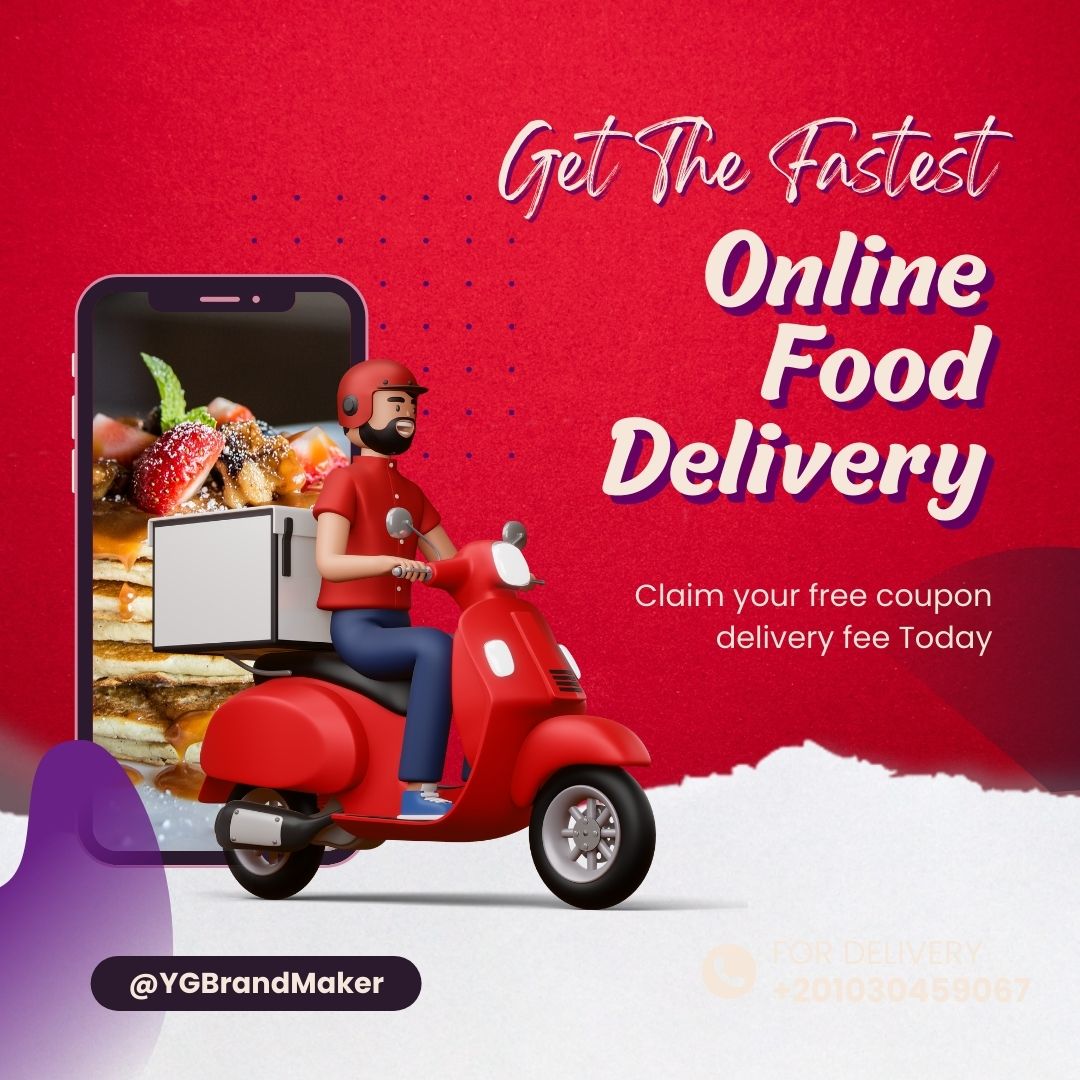 Get The Fastest
Online
Food
Delivery
Claim your free coupon
delivery fee Today
@YGBrandMaker
FOR DELIVERY
+201030459067